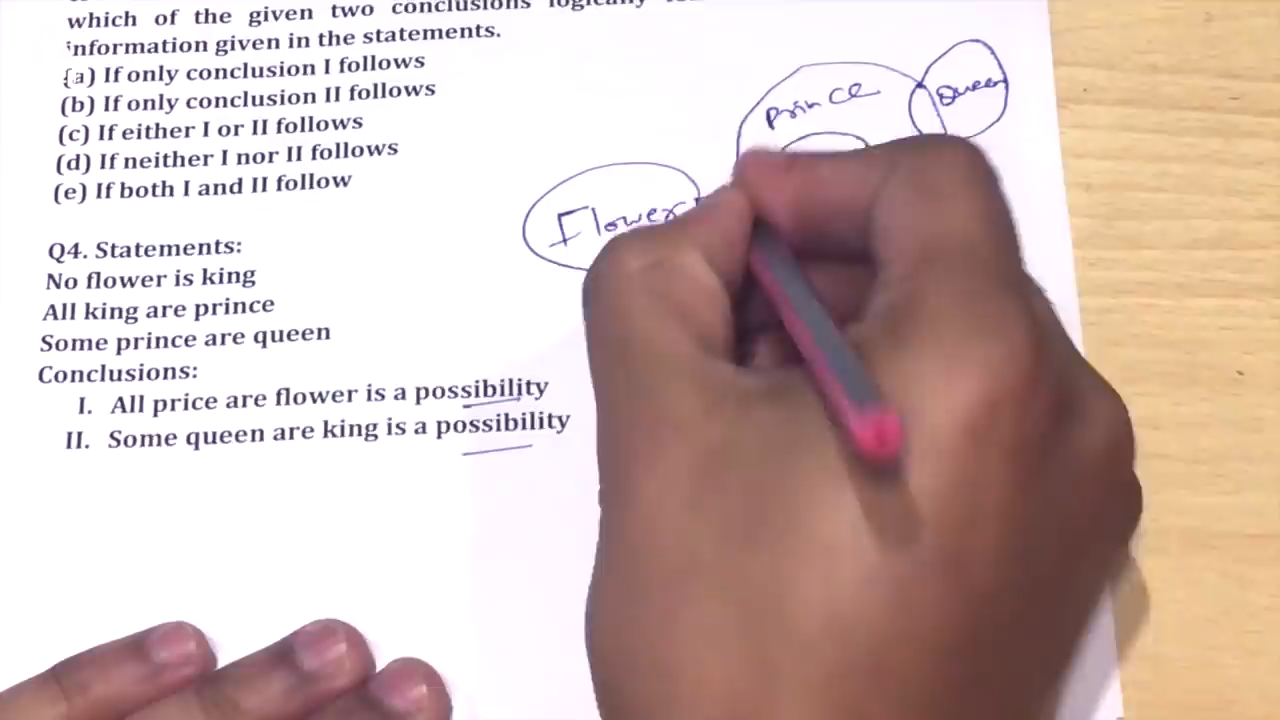 which of the given two conclusions logically
information given in the statements.
(a) If only conclusion I follows
(b) If only conclusion II follows
(c) If either I or II follows
(d) If neither I nor II follows
(e) If both I and II follow
Q4. Statements:
No flower is king
All king are prince
Some prince are queen
Conclusions:
I. All price are flower is a possibility
II. Some queen are king is a possibility
Prince
Queen
Flower